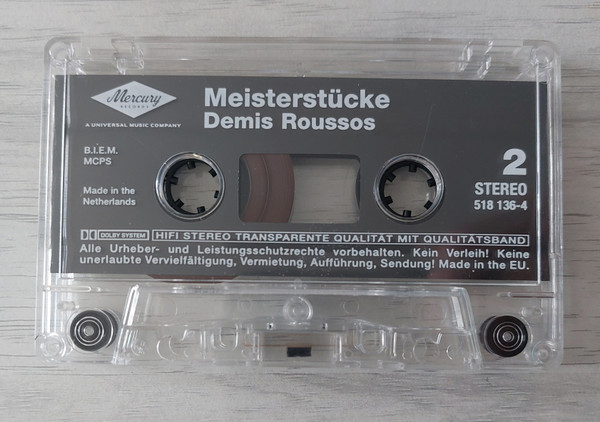 Mercury
RECORDS
A UNIVERSAL MUSIC COMPANY
Meisterstücke
Demis Roussos
B.I.E.M.
MCPS
Made in the
Netherlands
2
STEREO
518 136-4
DOLBY SYSTEM HIFI STEREO TRANSPARENTE QUALITÄT MIT QUALITÄTSBAND
Alle Urheber- und Leistungsschutzrechte vorbehalten. Kein Verleih! Keine
unerlaubte Vervielfältigung, Vermietung, Aufführung, Sendung! Made in the EU.